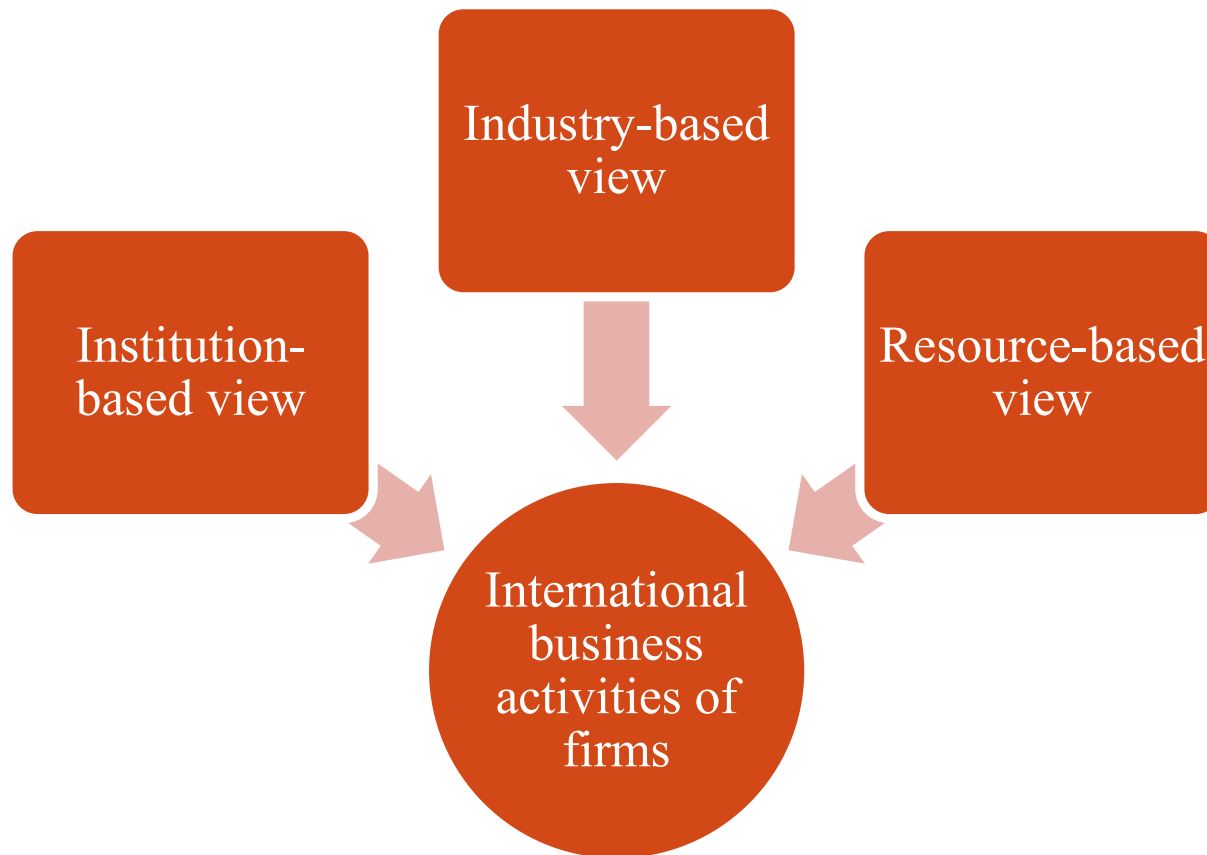 Industry-based
view
Institution-
based view
Resource-based
view
International
business
activities of
firms